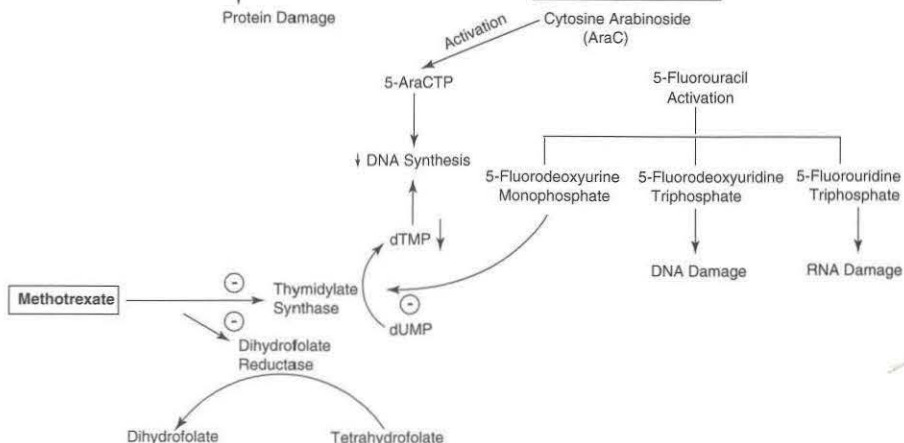 Protein Damage
Cytosine Arabinoside
(AraC)
Activation
5-AraCTP
5-Fluorouracil
Activation
↓ DNA Synthesis
5-Fluorodeoxyurine
Monophosphate
5-Fluorodeoxyuridine
Triphosphate
5-Fluorouridine
Triphosphate
dTMP ↓
DNA Damage
RNA Damage
Methotrexate
-
Thymidylate
Synthase
-
dUMP
-
Dihydrofolate
Reductase
Dihydrofolate
Tetrahydrofolate